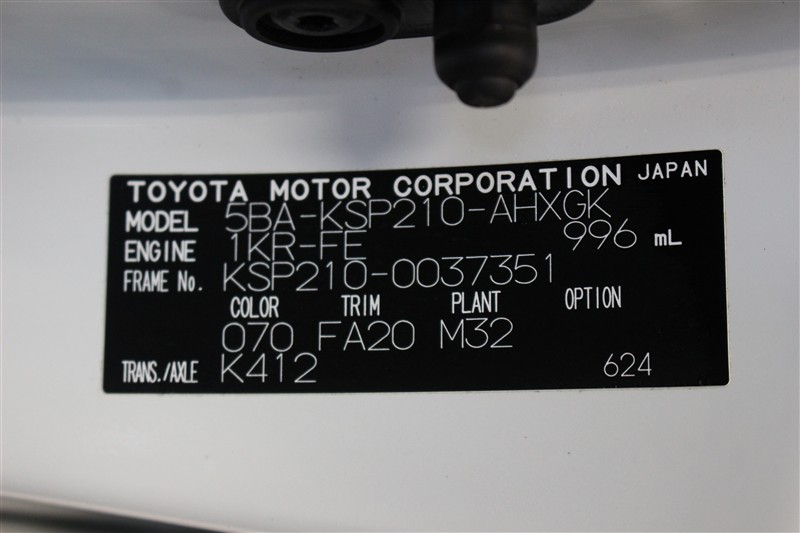 TOYOTA MOTOR CORPORATION JAPAN
MODEL 5BA-KSP210-AHXGK
ENGINE 1KR-FE 996 mL
FRAME No. KSP210-0037351
COLOR TRIM PLANT OPTION
070 FA20 M32
TRANS./AXLE K412 624